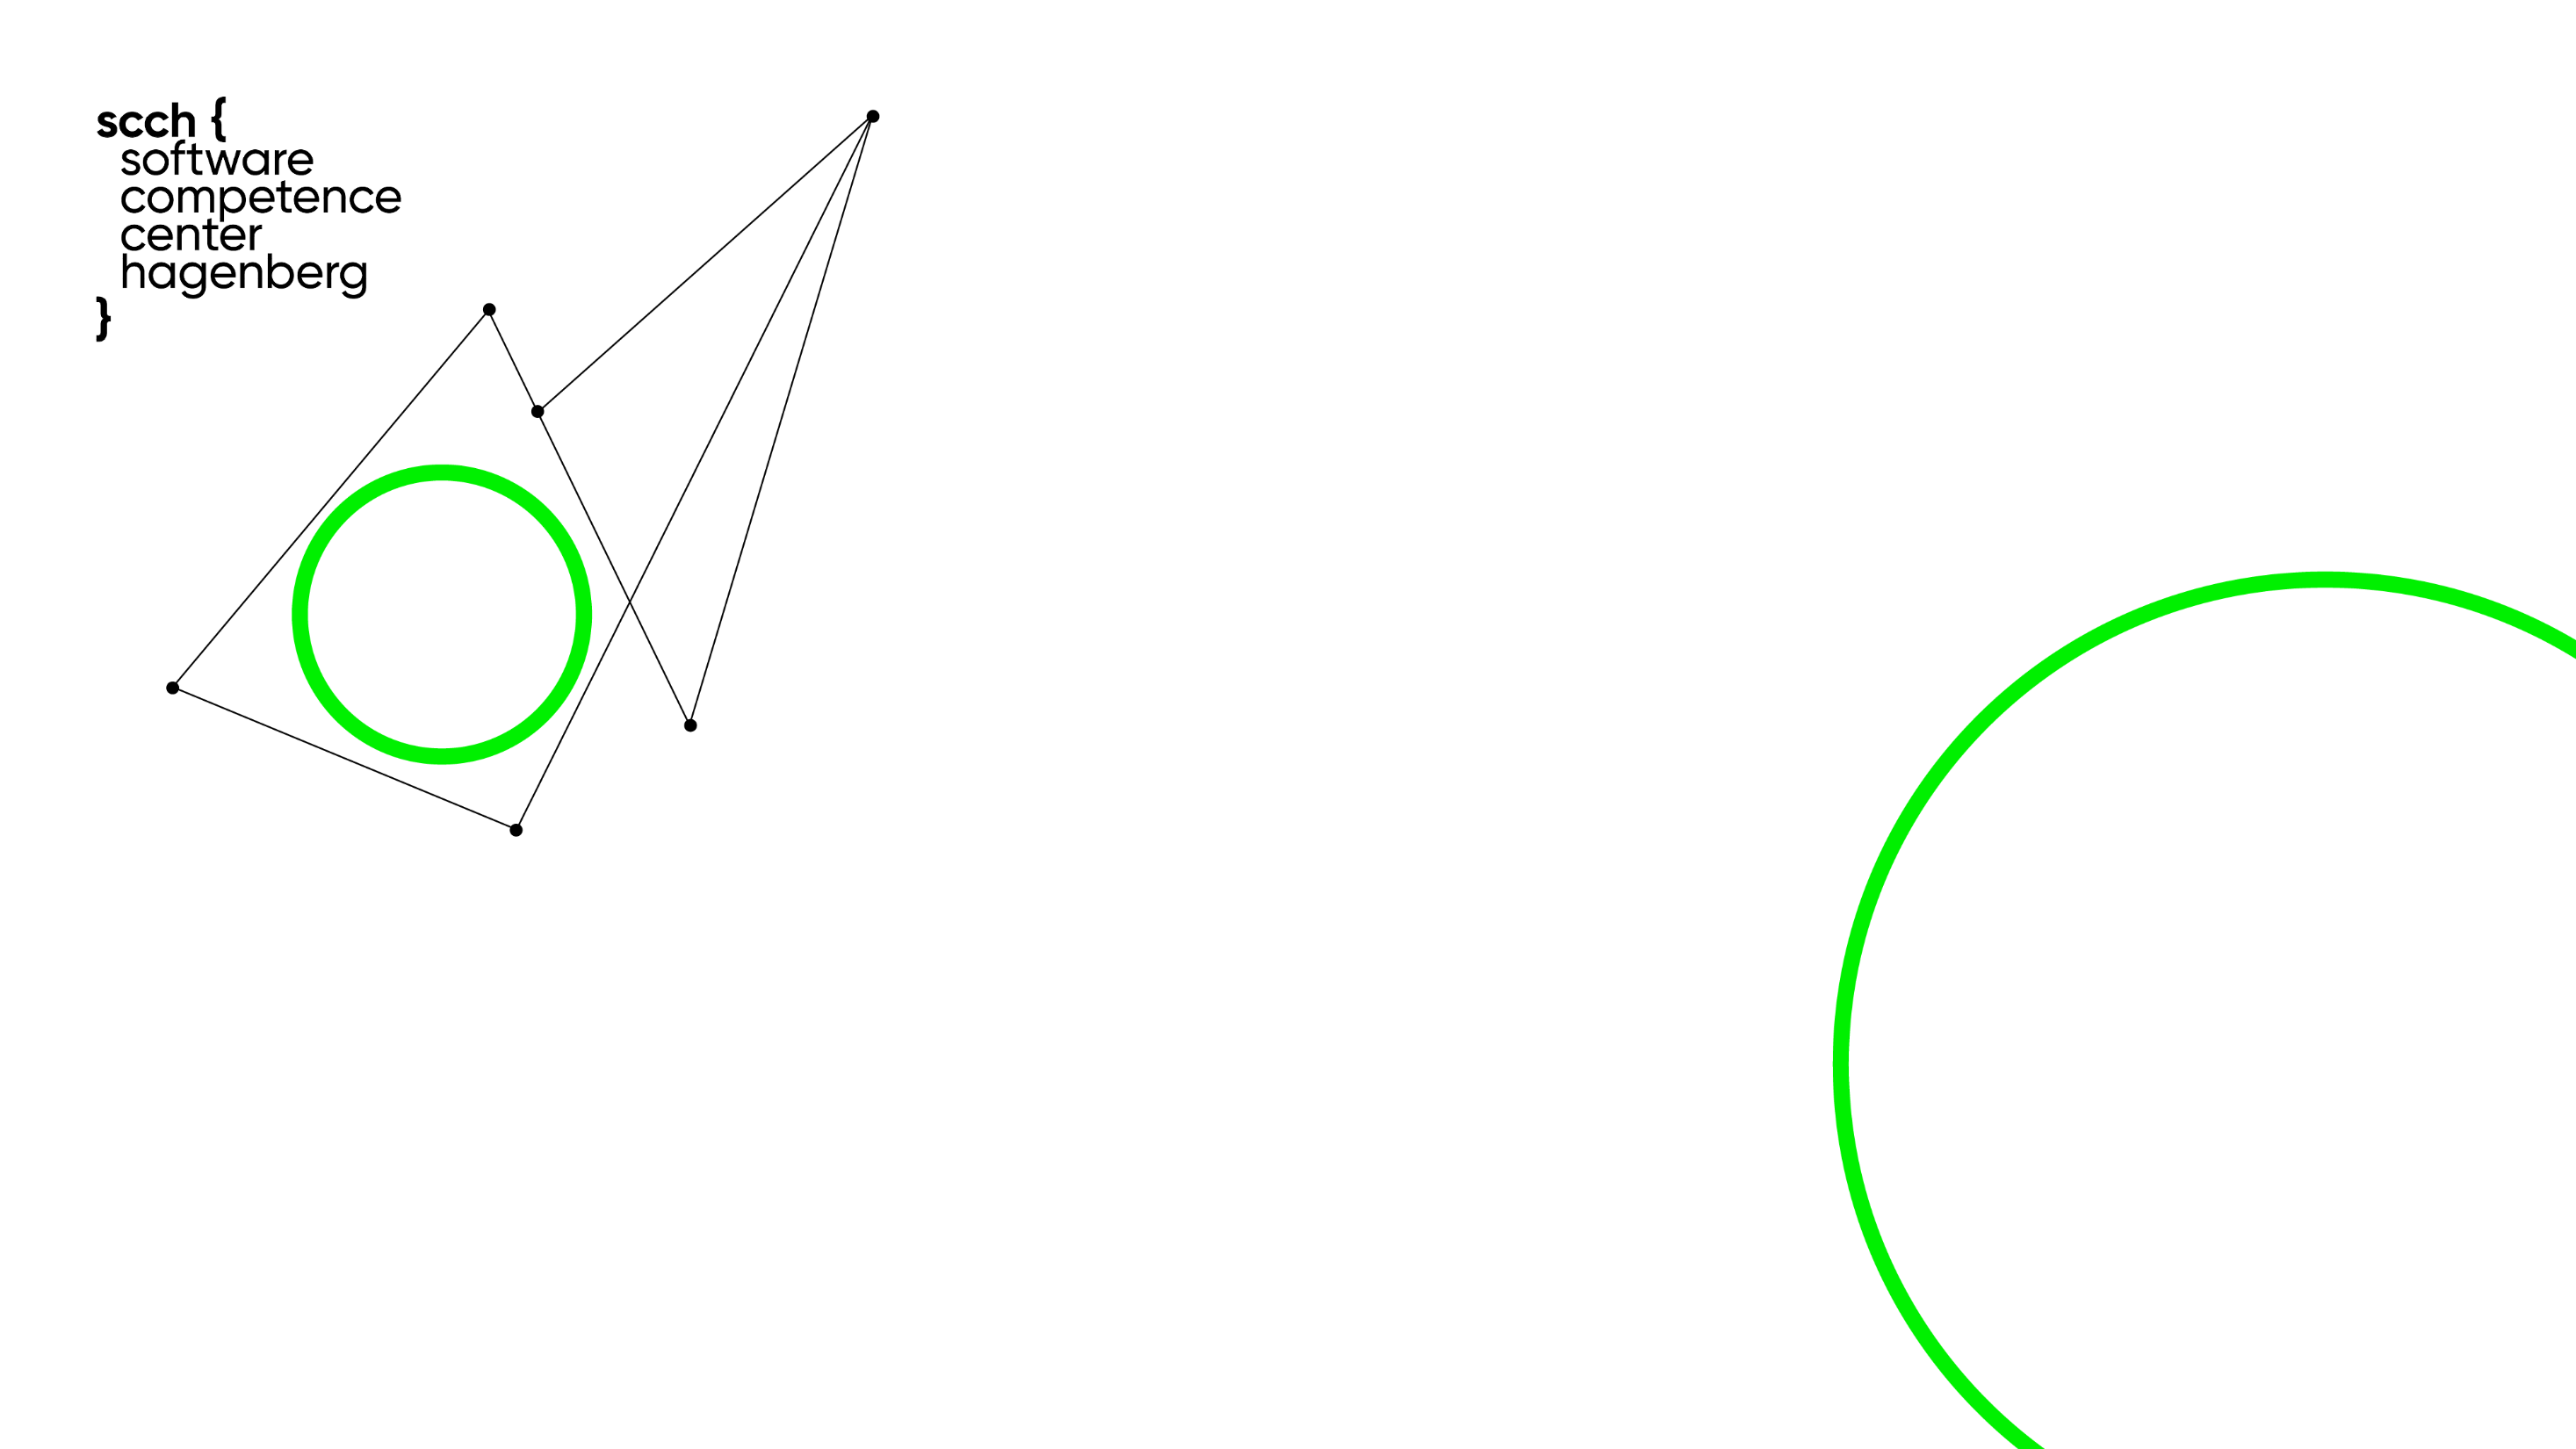 scch {
software
competence
center
hagenberg
}